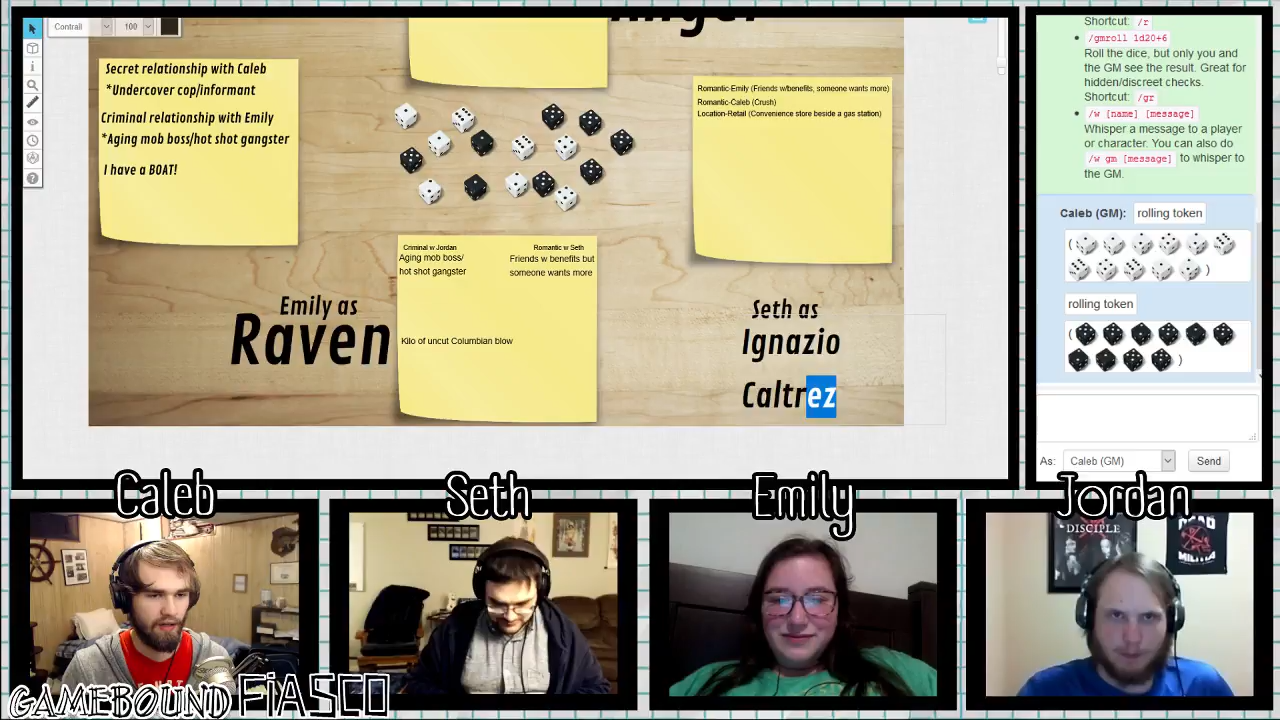 Contrail
100
Secret relationship with Caleb
*Undercover cop/informant
Criminal relationship with Emily
*Aging mob boss/hot shot gangster
I have a BOAT!
Romantic-Emily (Friends w/benefits, someone wants more)
Romantic-Caleb (Crush)
Location-Retail (Convenience store beside a gas station)
Criminal w Jordan
Aging mob boss/
hot shot gangster
Romantic w Seth
Friends w benefits but
someone wants more
Kilo of uncut Columbian blow
Emily as
Raven
Seth as
Ignazio
Caltrez
Shortcut: /r
/gmroll 1d20+6
Roll the dice, but only you and
the GM see the result. Great for
hidden/discreet checks.
Shortcut: /gr
/w [name] [message]
Whisper a message to a player
or character. You can also do
/w gm [message] to whisper to
the GM.
Caleb (GM): rolling token
( )
rolling token
( )
As: Caleb (GM) Send
Caleb
Seth
Emily
Jordan
DISCIPLE
MILITIA
GAMEBOUND FiASCO